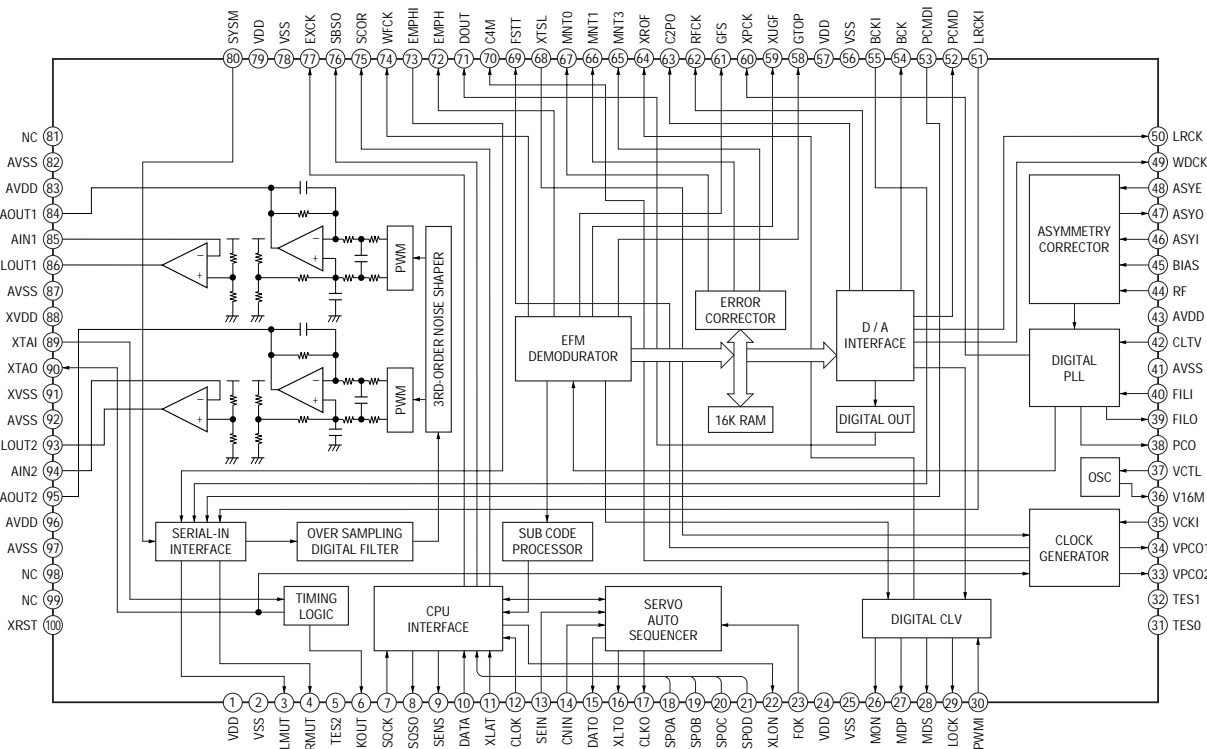 SYSM
VDD
VSS
EXCK
SBSO
SCOR
WFCK
EMPHI
EMPH
DOUT
C4M
FSTT
XTSL
MNT0
MNT1
MNT3
XROF
C2PO
RFCK
GFS
XPCK
XUGF
GTOP
VDD
VSS
BCKI
BCK
PCMDI
PCMD
LRCKI
80 79 78 77 76 75 74 73 72 71 70 69 68 67 66 65 64 63 62 61 60 59 58 57 56 55 54 53 52 51
NC 81
AVSS 82
AVDD 83
AOUT1 84
AIN1 85
LOUT1 86
AVSS 87
XVDD 88
XTAI 89
XTAO 90
XVSS 91
AVSS 92
LOUT2 93
AIN2 94
AOUT2 95
AVDD 96
AVSS 97
NC 98
NC 99
XRST 100
PWM
PWM
3RD-ORDER NOISE SHAPER
EFM
DEMODURATOR
ERROR
CORRECTOR
16K RAM
D / A
INTERFACE
DIGITAL OUT
ASYMMETRY
CORRECTOR
DIGITAL
PLL
OSC
CLOCK
GENERATOR
SERIAL-IN
INTERFACE
OVER SAMPLING
DIGITAL FILTER
SUB CODE
PROCESSOR
TIMING
LOGIC
CPU
INTERFACE
SERVO
AUTO
SEQUENCER
DIGITAL CLV
50 LRCK
49 WDCK
48 ASYE
47 ASYO
46 ASYI
45 BIAS
44 RF
43 AVDD
42 CLTV
41 AVSS
40 FILI
39 FILO
38 PCO
37 VCTL
36 V16M
35 VCKI
34 VPCO1
33 VPCO2
32 TES1
31 TES0
1 2 3 4 5 6 7 8 9 10 11 12 13 14 15 16 17 18 19 20 21 22 23 24 25 26 27 28 29 30
VDD
VSS
LMUT
RMUT
TES2
KOUT
SQCK
SQSO
SENS
DATA
XLAT
CLOK
SEIN
CNIN
DATO
XLTO
CLKO
SPOA
SPOB
SPOC
SPOD
XLON
FOK
VDD
VSS
MON
MDP
MDS
LOCK
PWMI